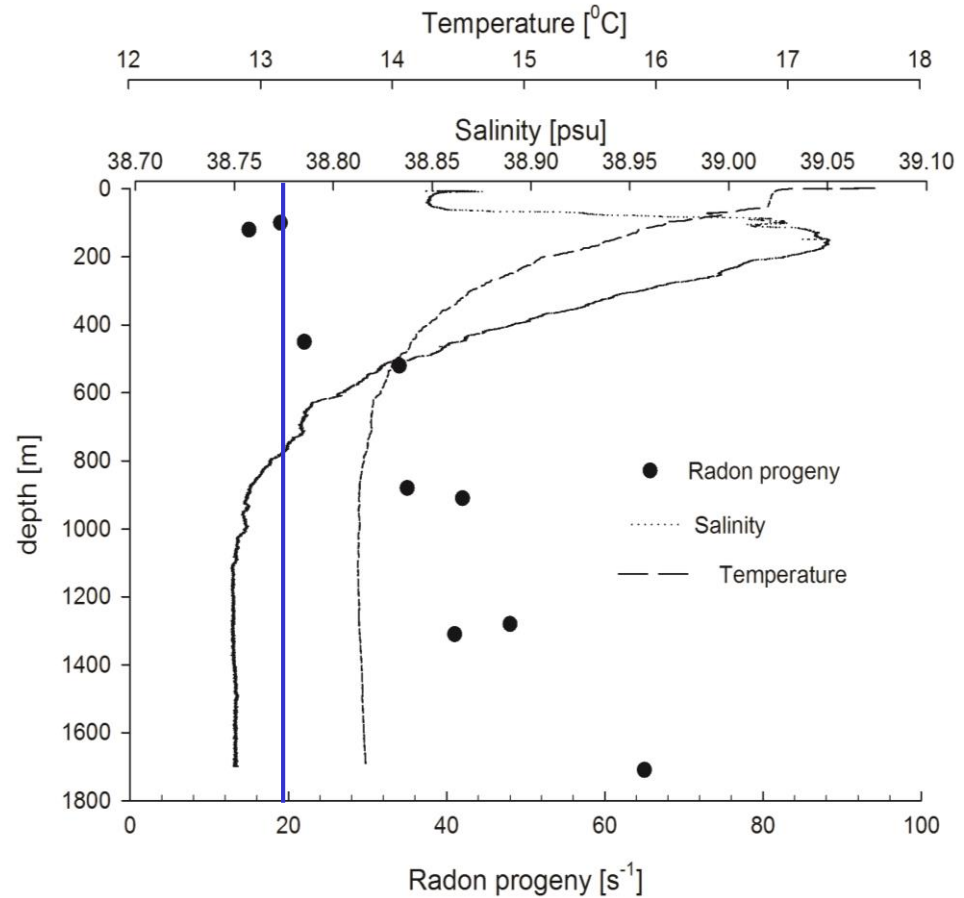 Temperature [⁰C]
12 13 14 15 16 17 18
Salinity [psu]
38.70 38.75 38.80 38.85 38.90 38.95 39.00 39.05 39.10
0
200
400
600
800
1000
1200
1400
1600
1800
depth [m]
Radon progeny
Salinity
Temperature
0 20 40 60 80 100
Radon progeny [s⁻¹]